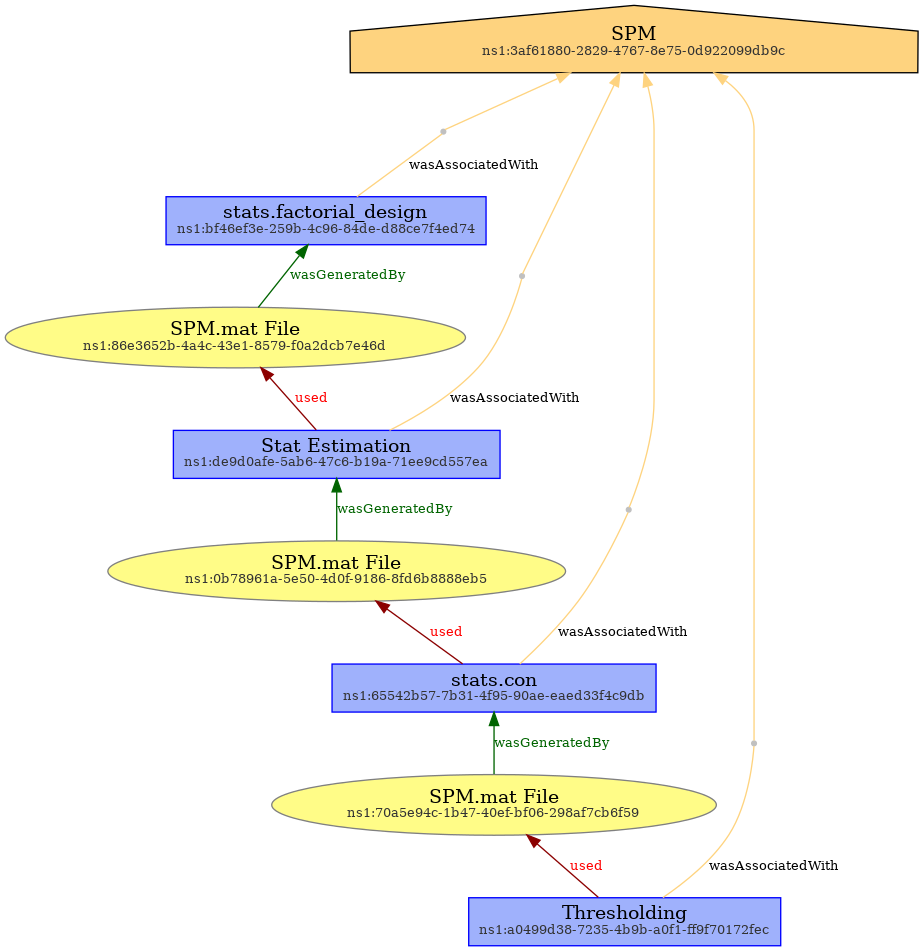 SPM
ns1:3af61880-2829-4767-8e75-0d922099db9c
wasAssociatedWith
stats.factorial_design
ns1:bf46ef3e-259b-4c96-84de-d88ce7f4ed74
wasGeneratedBy
SPM.mat File
ns1:86e3652b-4a4c-43e1-8579-f0a2dcb7e46d
used
wasAssociatedWith
Stat Estimation
ns1:de9d0afe-5ab6-47c6-b19a-71ee9cd557ea
wasGeneratedBy
SPM.mat File
ns1:0b78961a-5e50-4d0f-9186-8fd6b8888eb5
used
wasAssociatedWith
stats.con
ns1:65542b57-7b31-4f95-90ae-eaed33f4c9db
wasGeneratedBy
SPM.mat File
ns1:70a5e94c-1b47-40ef-bf06-298af7cb6f59
used
wasAssociatedWith
Thresholding
ns1:a0499d38-7235-4b9b-a0f1-ff9f70172fec